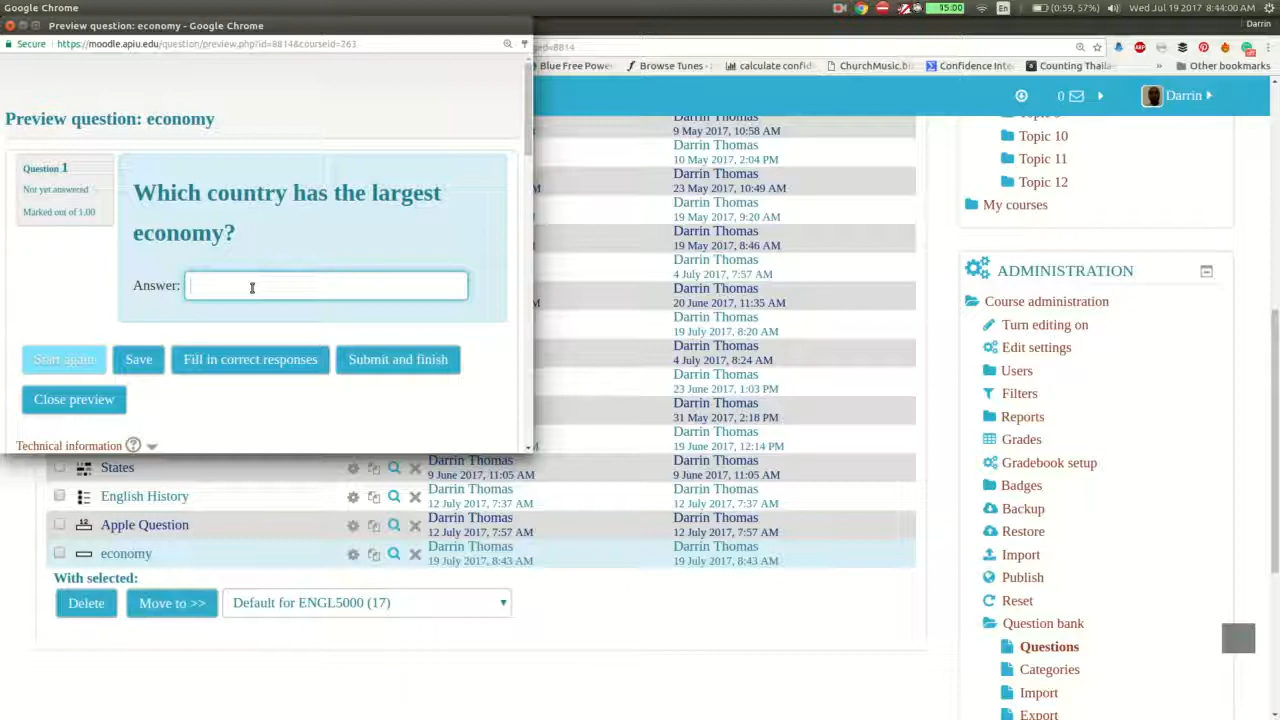 Google Chrome
15:00
En
(0:59, 57%)
Wed Jul 19 2017 8:44:00 AM
Preview question: economy - Google Chrome
Darrin
Secure
https://moodle.apiu.edu/question/preview.php?id=8814&courseid=263
ged=8814
Blue Free Powe
Browse Tunes -
calculate confid
ChurchMusic.bi
Confidence Inte
Counting Thaila
»
Other bookmarks
0
Darrin
Preview question: economy
Question 1
Not yet answered
Marked out of 1.00
Which country has the largest
economy?
Answer:
Start again
Save
Fill in correct responses
Submit and finish
Close preview
Technical information
Darrin Thomas
9 May 2017, 10:58 AM
Darrin Thomas
10 May 2017, 2:04 PM
Darrin Thomas
M
23 May 2017, 10:49 AM
Darrin Thomas
19 May 2017, 9:20 AM
Darrin Thomas
19 May 2017, 8:46 AM
Darrin Thomas
4 July 2017, 7:57 AM
Darrin Thomas
M
20 June 2017, 11:35 AM
Darrin Thomas
19 July 2017, 8:20 AM
Darrin Thomas
4 July 2017, 8:24 AM
Darrin Thomas
23 June 2017, 1:03 PM
Darrin Thomas
31 May 2017, 2:18 PM
Darrin Thomas
M
19 June 2017, 12:14 PM
States
Darrin Thomas
9 June 2017, 11:05 AM
Darrin Thomas
9 June 2017, 11:05 AM
English History
Darrin Thomas
12 July 2017, 7:37 AM
Darrin Thomas
12 July 2017, 7:37 AM
Apple Question
Darrin Thomas
12 July 2017, 7:57 AM
Darrin Thomas
12 July 2017, 7:57 AM
economy
Darrin Thomas
19 July 2017, 8:43 AM
Darrin Thomas
19 July 2017, 8:43 AM
With selected:
Delete
Move to >>
Default for ENGL5000 (17)
Topic 10
Topic 11
Topic 12
My courses
ADMINISTRATION
Course administration
Turn editing on
Edit settings
Users
Filters
Reports
Grades
Gradebook setup
Badges
Backup
Restore
Import
Publish
Reset
Question bank
Questions
Categories
Import
Export